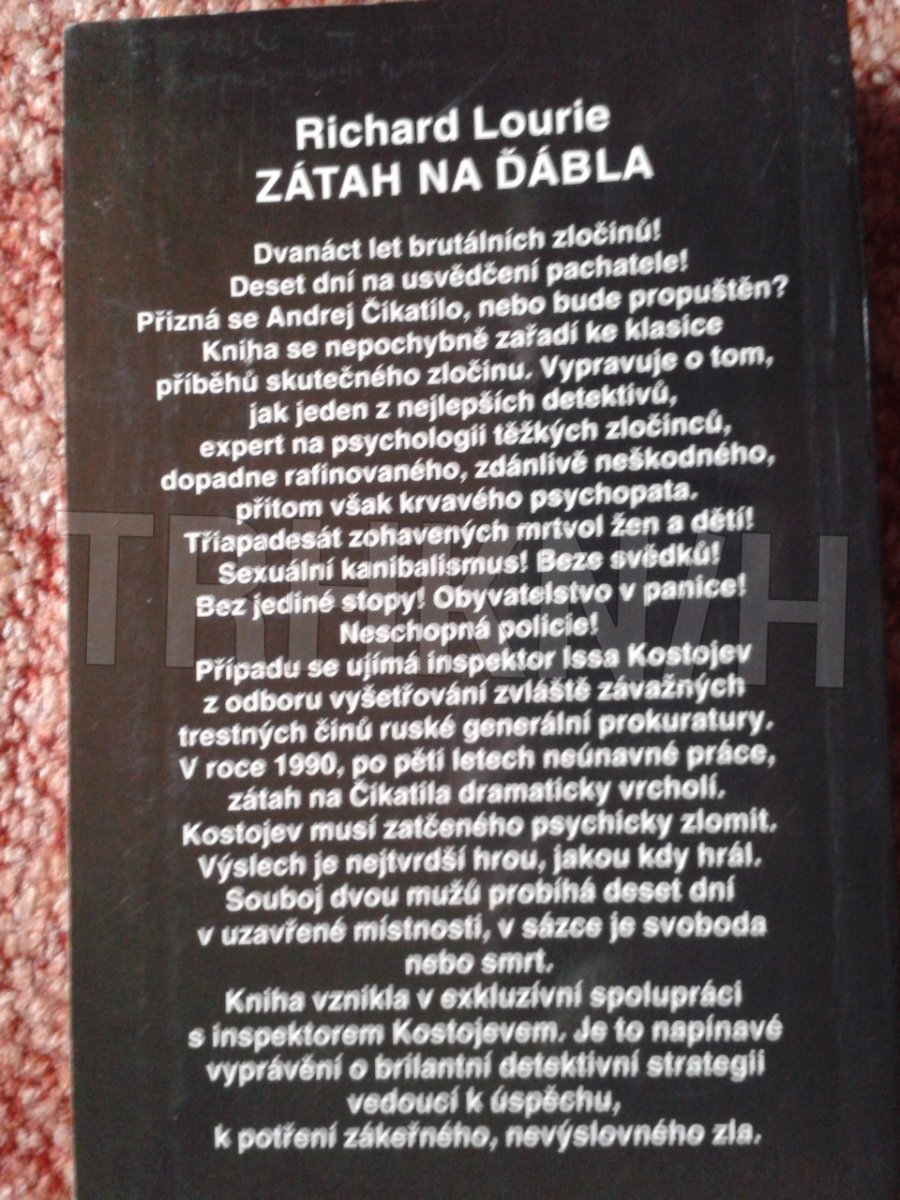 Richard Lourie
ZÁTAH NA ĎÁBLA
Dvanáct let brutálních zločinů!
Deset dní na usvědčení pachatele!
Přizná se Andrej Čikatilo, nebo bude propuštěn?
Kniha se nepochybně zařadí ke klasice
příběhů skutečného zločinu. Vypravuje o tom,
jak jeden z nejlepších detektivů,
expert na psychologii těžkých zločinců,
dopadne rafinovaného, zdánlivě neškodného,
přitom však krvavého psychopata.
Třiapadesát zohavených mrtvol žen a dětí!
Sexuální kanibalismus! Beze svědků!
Bez jediné stopy! Obyvatelstvo v panice!
Neschopná policie!
Případu se ujímá inspektor Issa Kostojev
z odboru vyšetřování zvláště závažných
trestných činů ruské generální prokuratury.
V roce 1990, po pěti letech neúnavné práce,
zátah na Čikatila dramaticky vrcholí.
Kostojev musí zatčeného psychicky zlomit.
Výslech je nejtvrdší hrou, jakou kdy hrál.
Souboj dvou mužů probíhá deset dní
v uzavřené místnosti, v sázce je svoboda
nebo smrt.
Kniha vznikla v exkluzívní spolupráci
s inspektorem Kostojevem. Je to napínavé
vyprávění o brilantní detektivní strategii
vedoucí k úspěchu,
k potření zákeřného, nevýslovného zla.